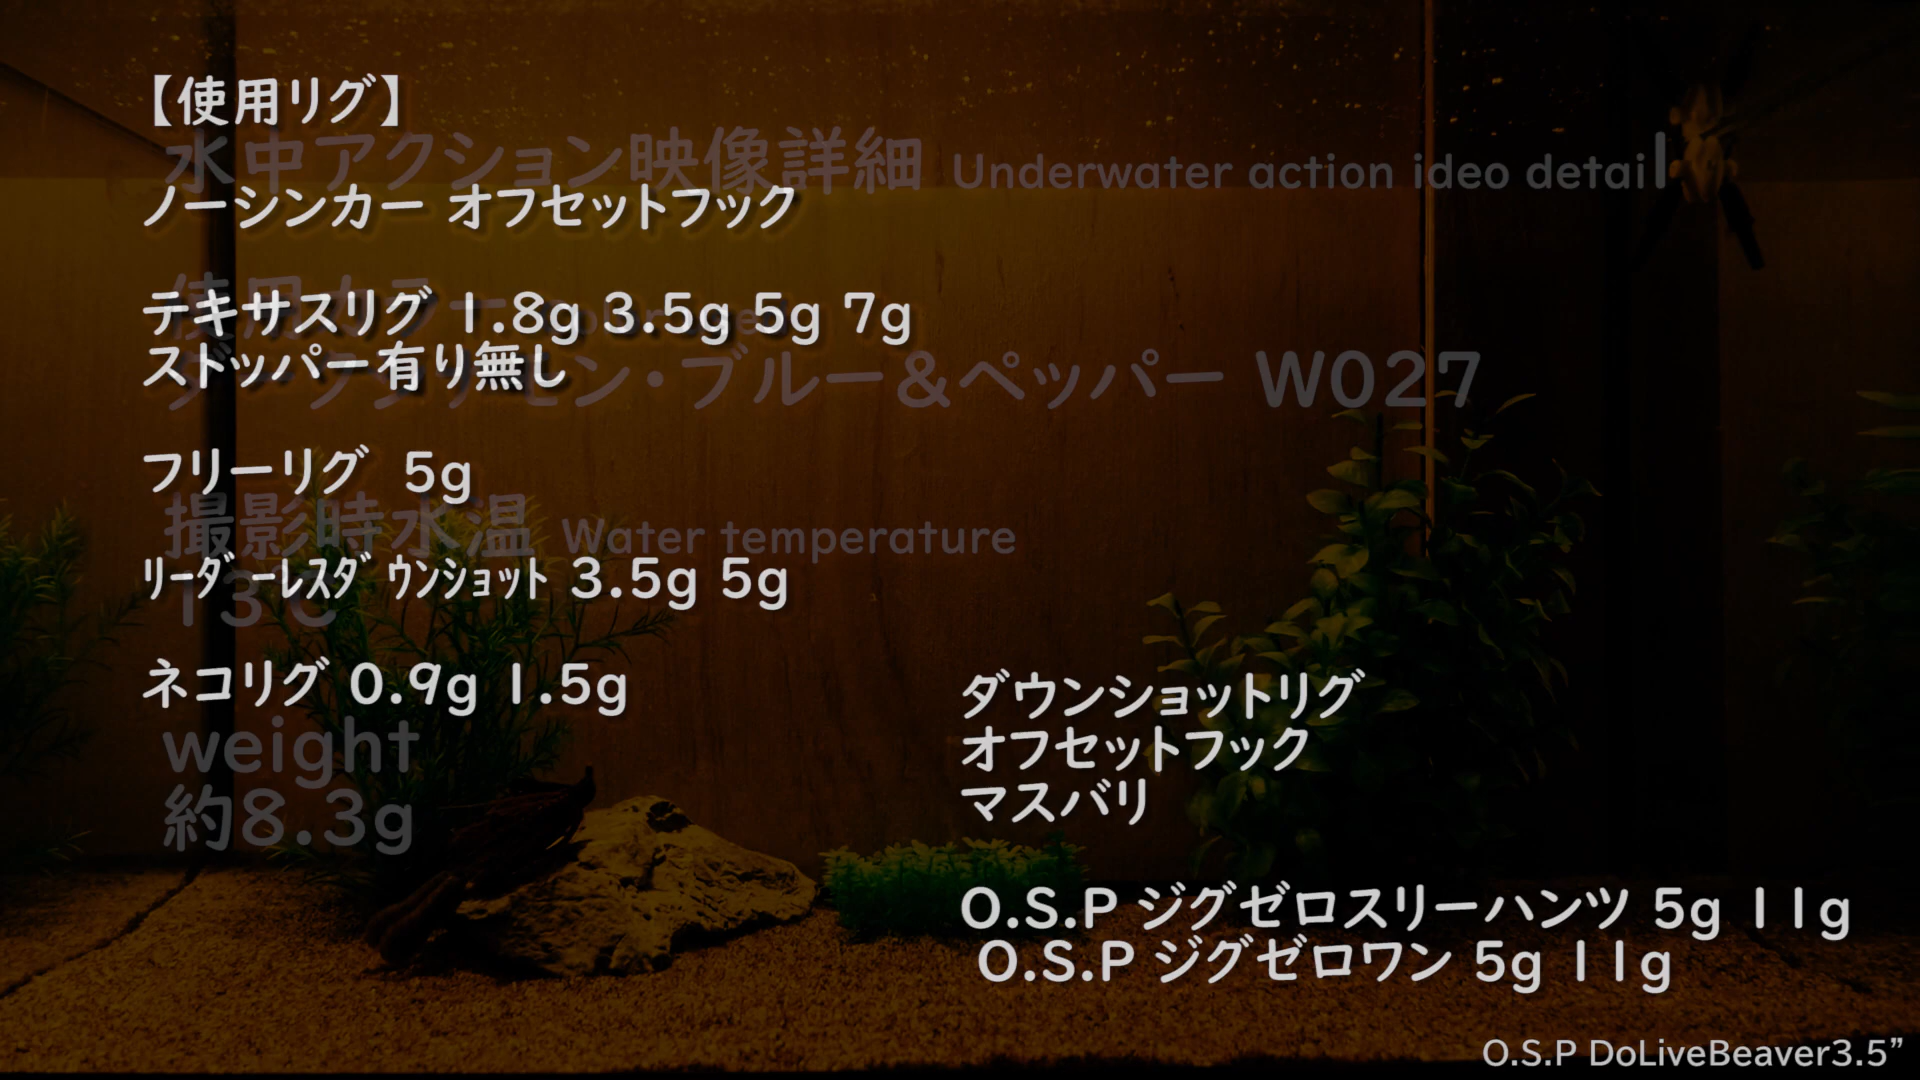 【使用リグ】
水中アクション映像詳細 Underwater action ideo detail
ノーシンカー オフセットフック
テキサスリグ 1.8g 3.5g 5g 7g
ストッパー有り無し
ン・ブルー&ペッパー W027
フリーリグ 5g
撮影時水温 Water temperature
リーダーレスダウンショット 3.5g 5g
13℃
ネコリグ 0.9g 1.5g
weight
約8.3g
ダウンショットリグ
オフセットフック
マスバリ
O.S.P ジグゼロスリーハンツ 5g 11g
O.S.P ジグゼロワン 5g 11g
O.S.P DoLiveBeaver3.5”